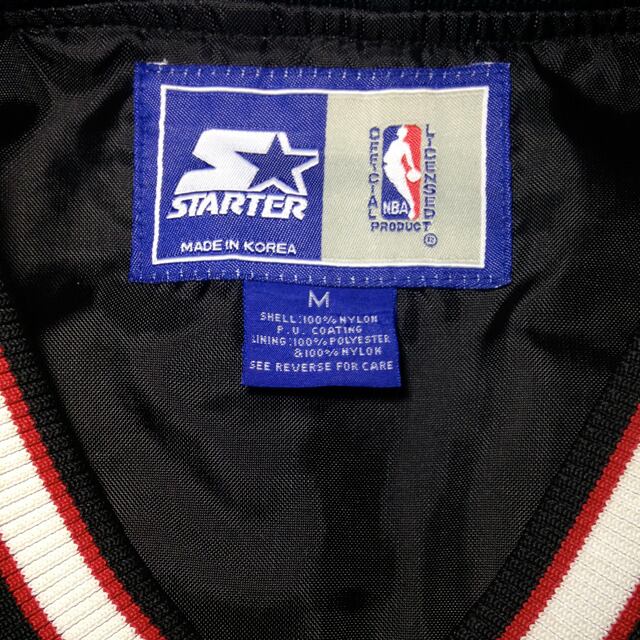 STARTER
MADE IN KOREA
OFFICIAL
LICENSED
NBA
PRODUCT ®
M
SHELL:100% NYLON
P.U. COATING
LINING:100% POLYESTER
&100% NYLON
SEE REVERSE FOR CARE